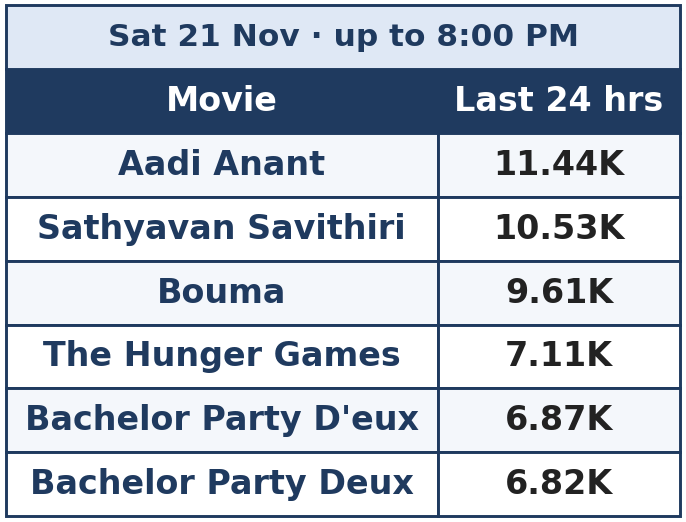 Sat 21 Nov · up to 8:00 PM
Movie Last 24 hrs
Aadi Anant 11.44K
Sathyavan Savithiri 10.53K
Bouma 9.61K
The Hunger Games 7.11K
Bachelor Party D'eux 6.87K
Bachelor Party Deux 6.82K